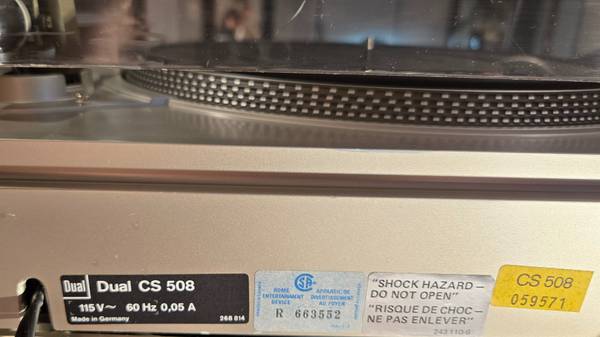 Dual Dual CS 508
115 V~ 60 Hz 0,05 A
Made in Germany 268 814
CSA
HOME ENTERTAINMENT DEVICE
APPAREIL DE DIVERTISSEMENT AU FOYER
R 663552
"SHOCK HAZARD –
DO NOT OPEN"
"RISQUE DE CHOC –
NE PAS ENLEVER"
243 110-6
CS 508
059571